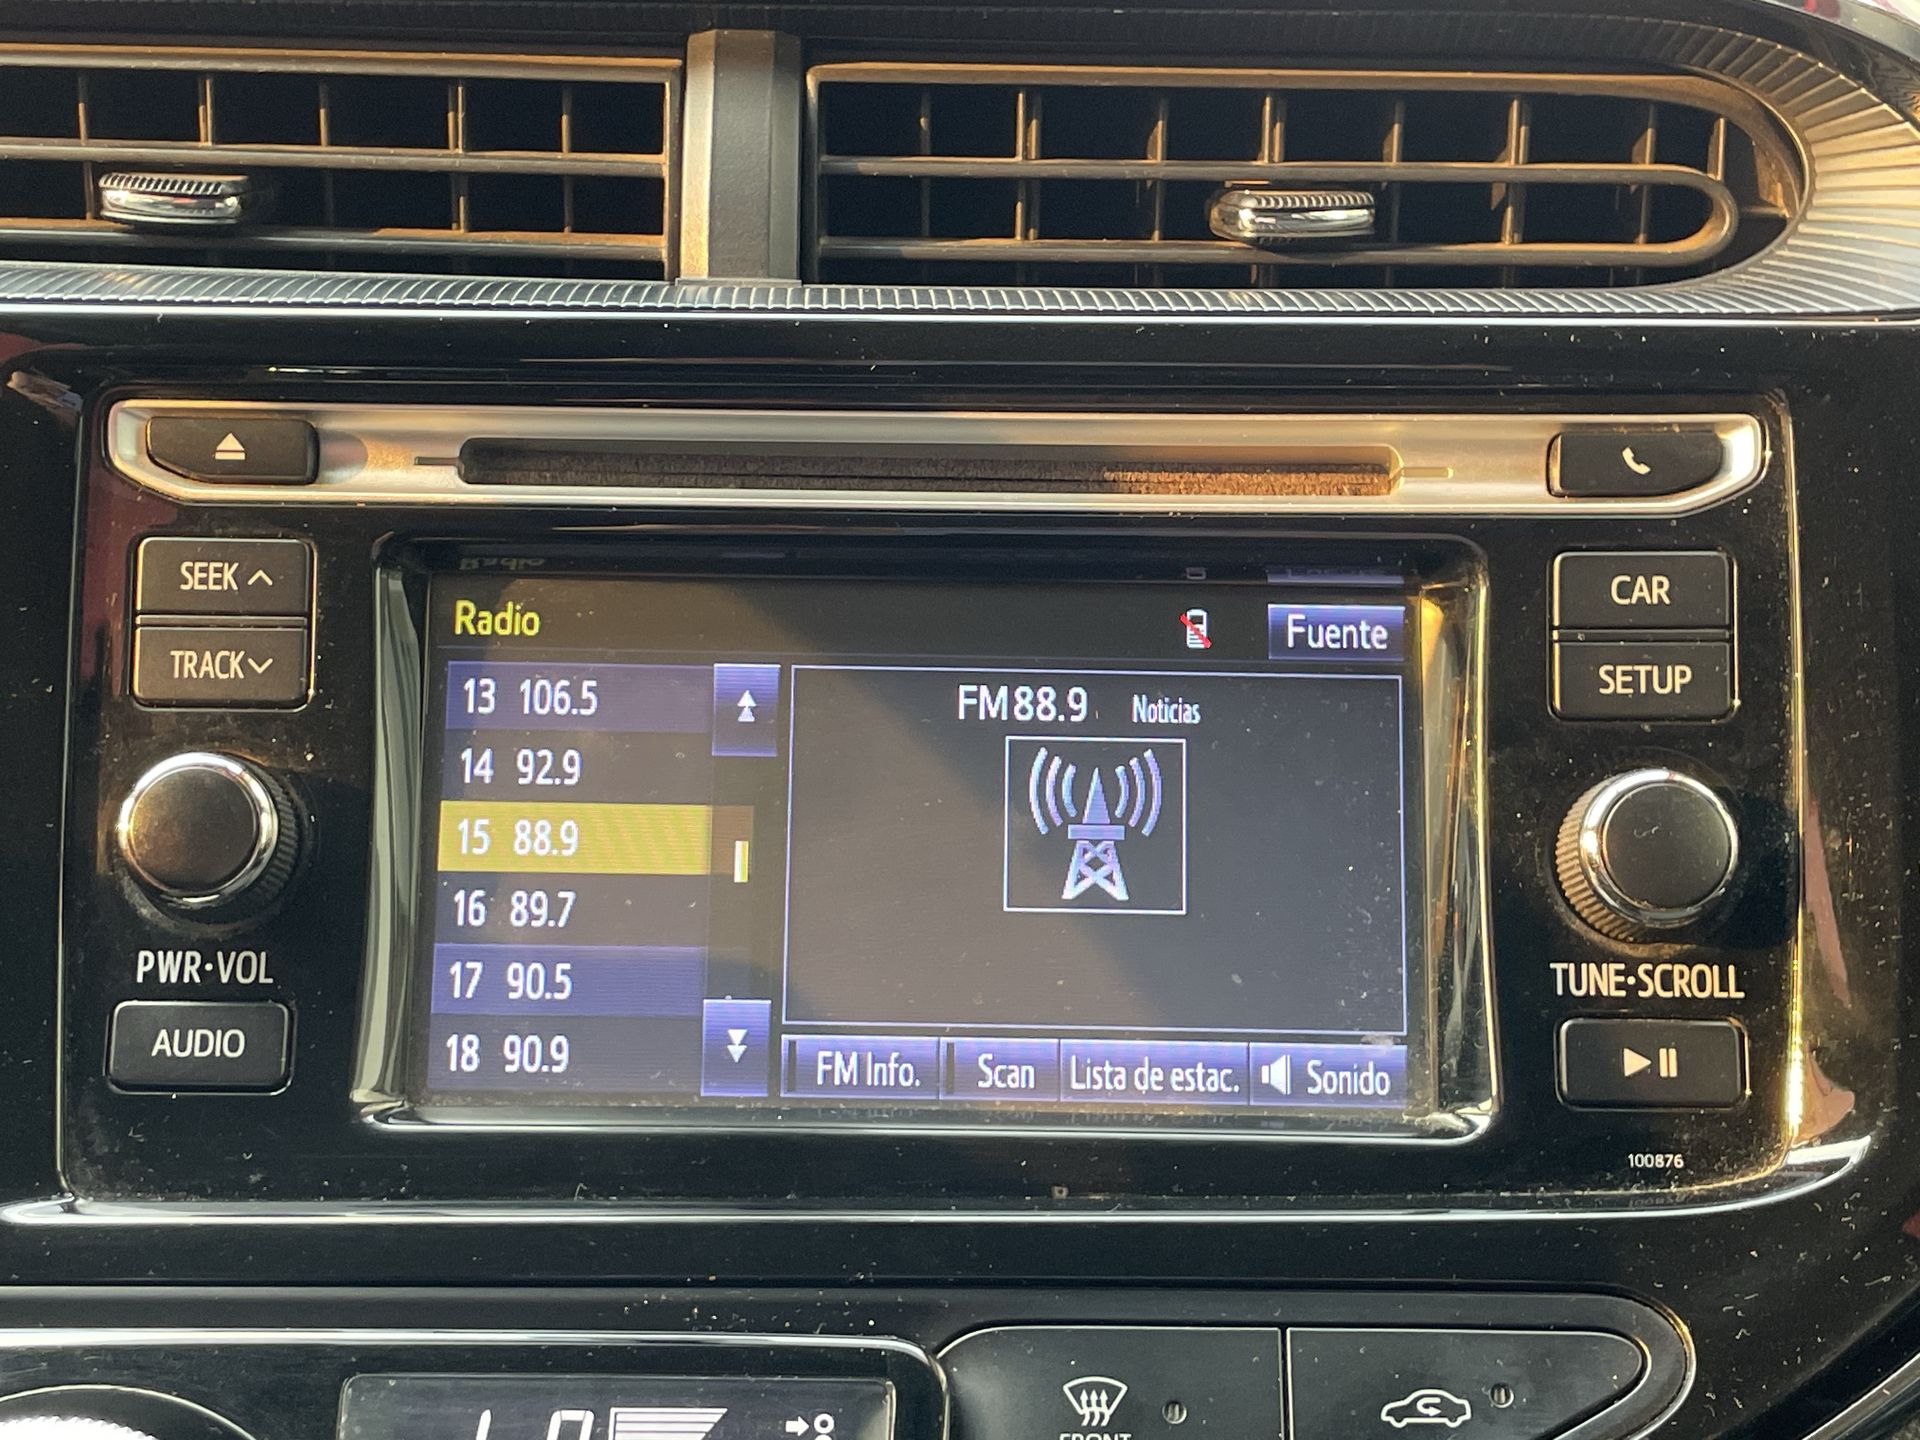 SEEK
TRACK
PWR·VOL
AUDIO
Radio
Fuente
13 106.5
14 92.9
15 88.9
16 89.7
17 90.5
18 90.9
FM88.9 Noticias
FM Info.
Scan
Lista de estac.
Sonido
CAR
SETUP
TUNE·SCROLL
100876
FRONT